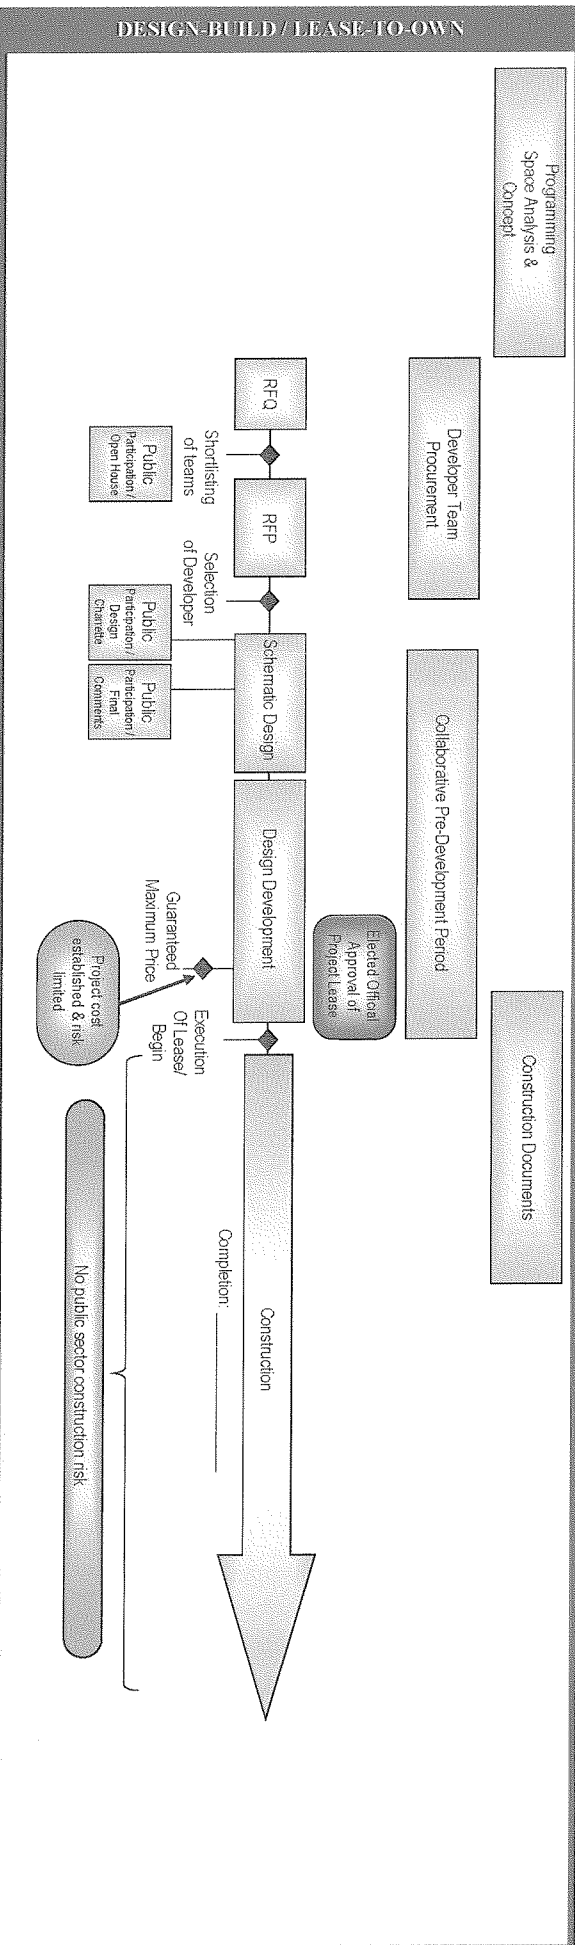 DESIGN-BUILD / LEASE-TO-OWN
Programming
Space Analysis &
Concept
Developer Team
Procurement
Collaborative Pre-Development Period
Construction Documents
Elected Official
Approval of
Project Lease
RFQ
RFP
Schematic Design
Design Development
Construction
Shortlisting
of teams
Selection
of Developer
Guaranteed
Maximum Price
Execution
Of Lease/
Begin
Completion:
Public
Participation /
Open House
Public
Participation /
Design
Charrette
Public
Participation /
Final
Comments
Project cost
established & risk
limited
No public sector construction risk